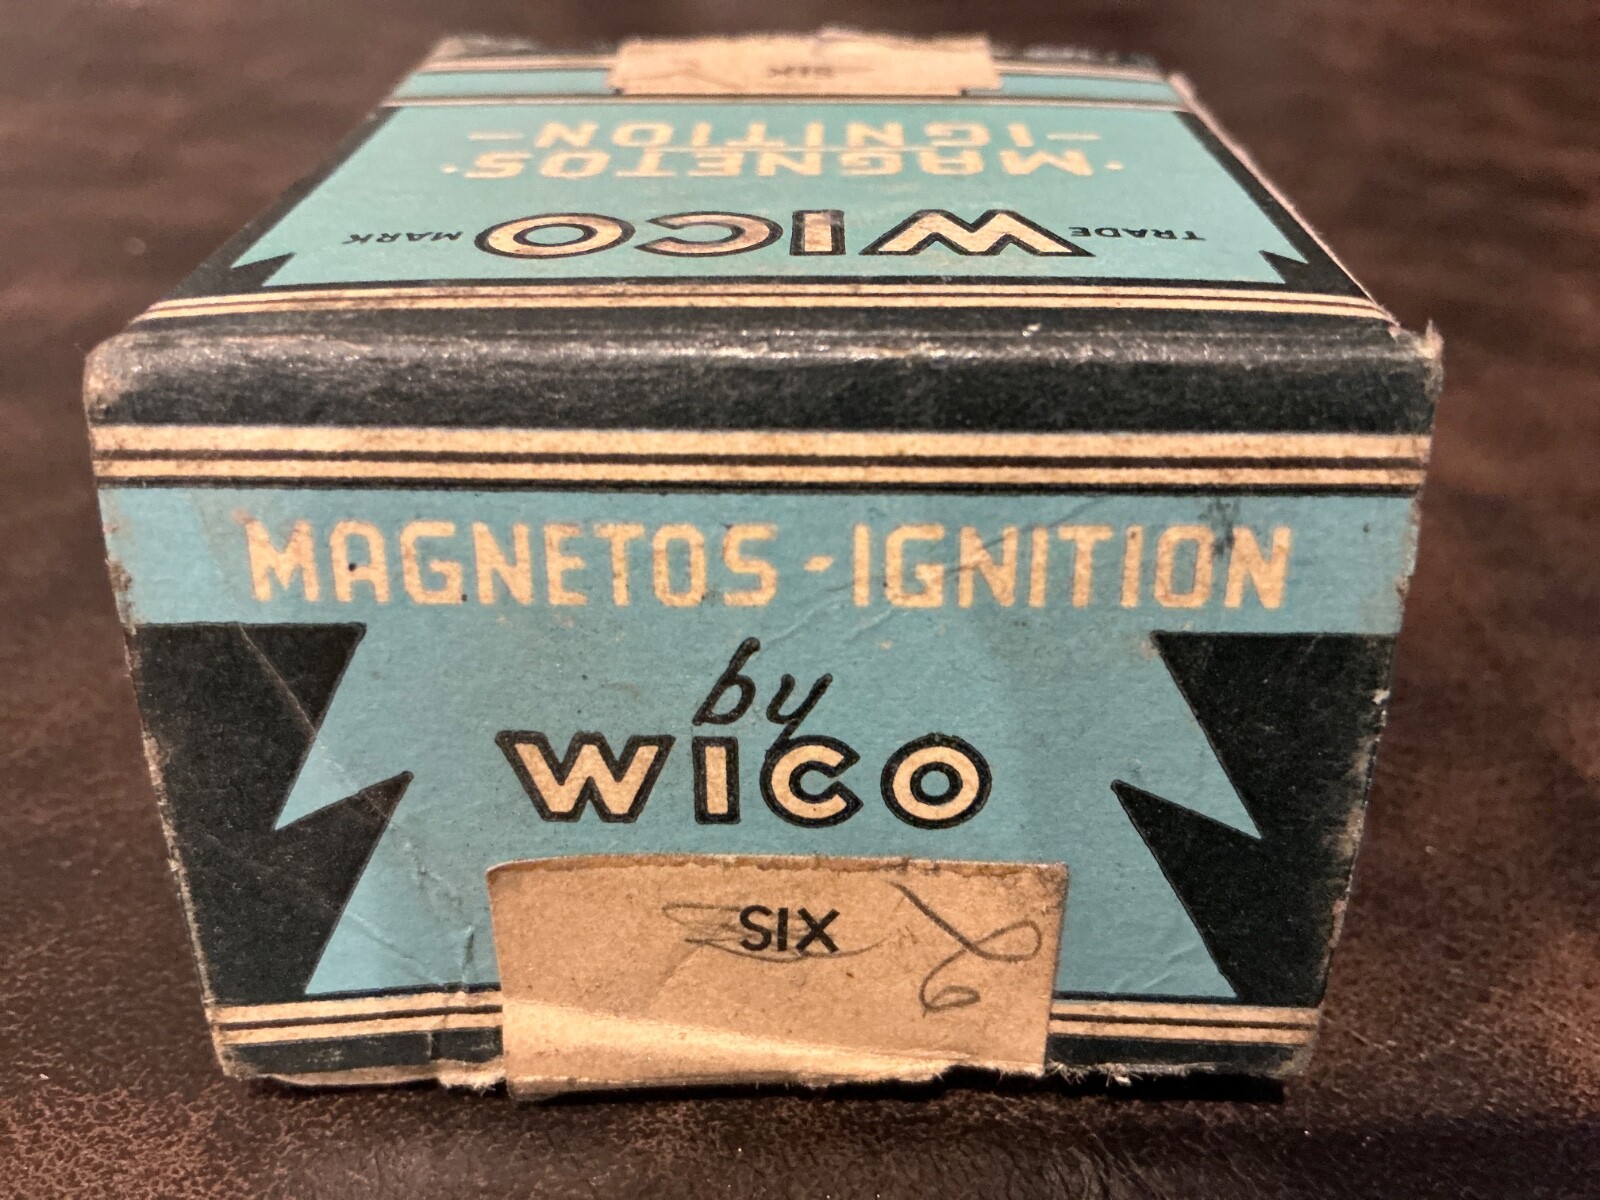 SIX
- IGNITION -
· MAGNETOS ·
TRADE WICO MARK
MAGNETOS - IGNITION
by
WICO
SIX